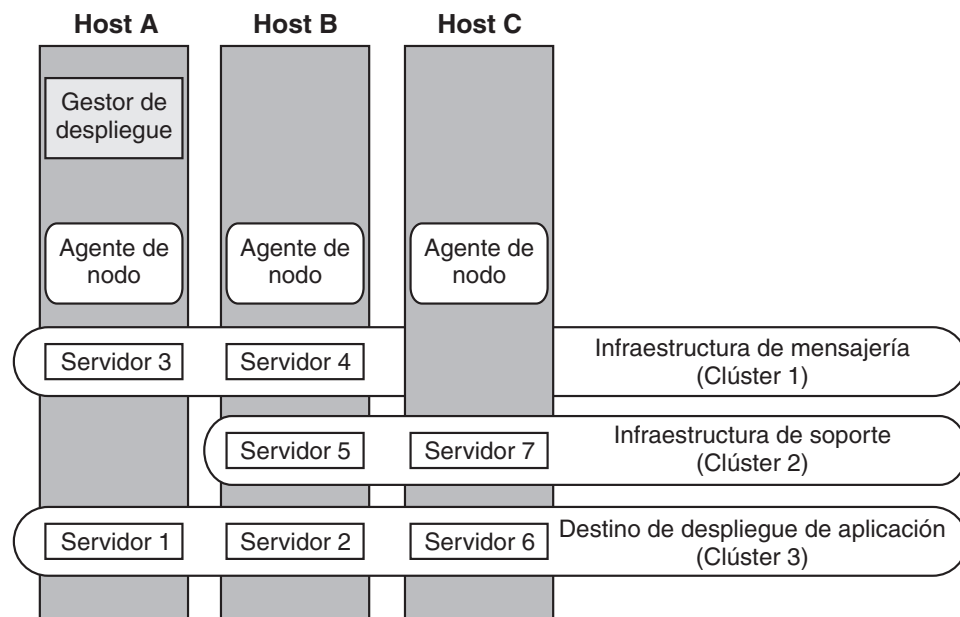 Host A
Host B
Host C
Gestor de
despliegue
Agente de
nodo
Agente de
nodo
Agente de
nodo
Servidor 3
Servidor 4
Infraestructura de mensajería
(Clúster 1)
Servidor 5
Servidor 7
Infraestructura de soporte
(Clúster 2)
Servidor 1
Servidor 2
Servidor 6
Destino de despliegue de aplicación
(Clúster 3)